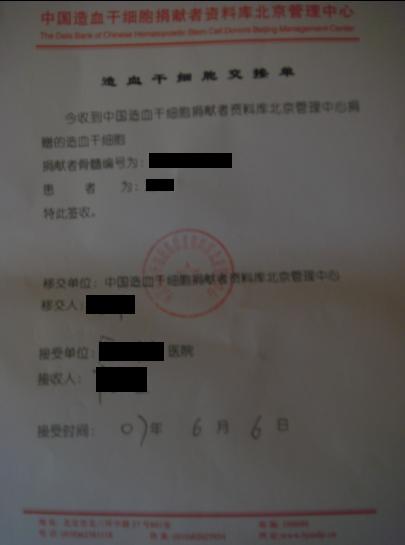 中国造血干细胞捐献者资料库北京管理中心
The Data Bank of Chinese Hematopoietic Stem Cell Donors Beijing Management Center
造血干细胞交接单
今收到中国造血干细胞捐献者资料库北京管理中心捐
赠的造血干细胞
捐献者骨髓编号为:
患者为:
特此签收。
移交单位: 中国造血干细胞捐献者资料库北京管理中心
移交人:
接受单位: 医院
接收人:
接受时间: 07年 6月 6日